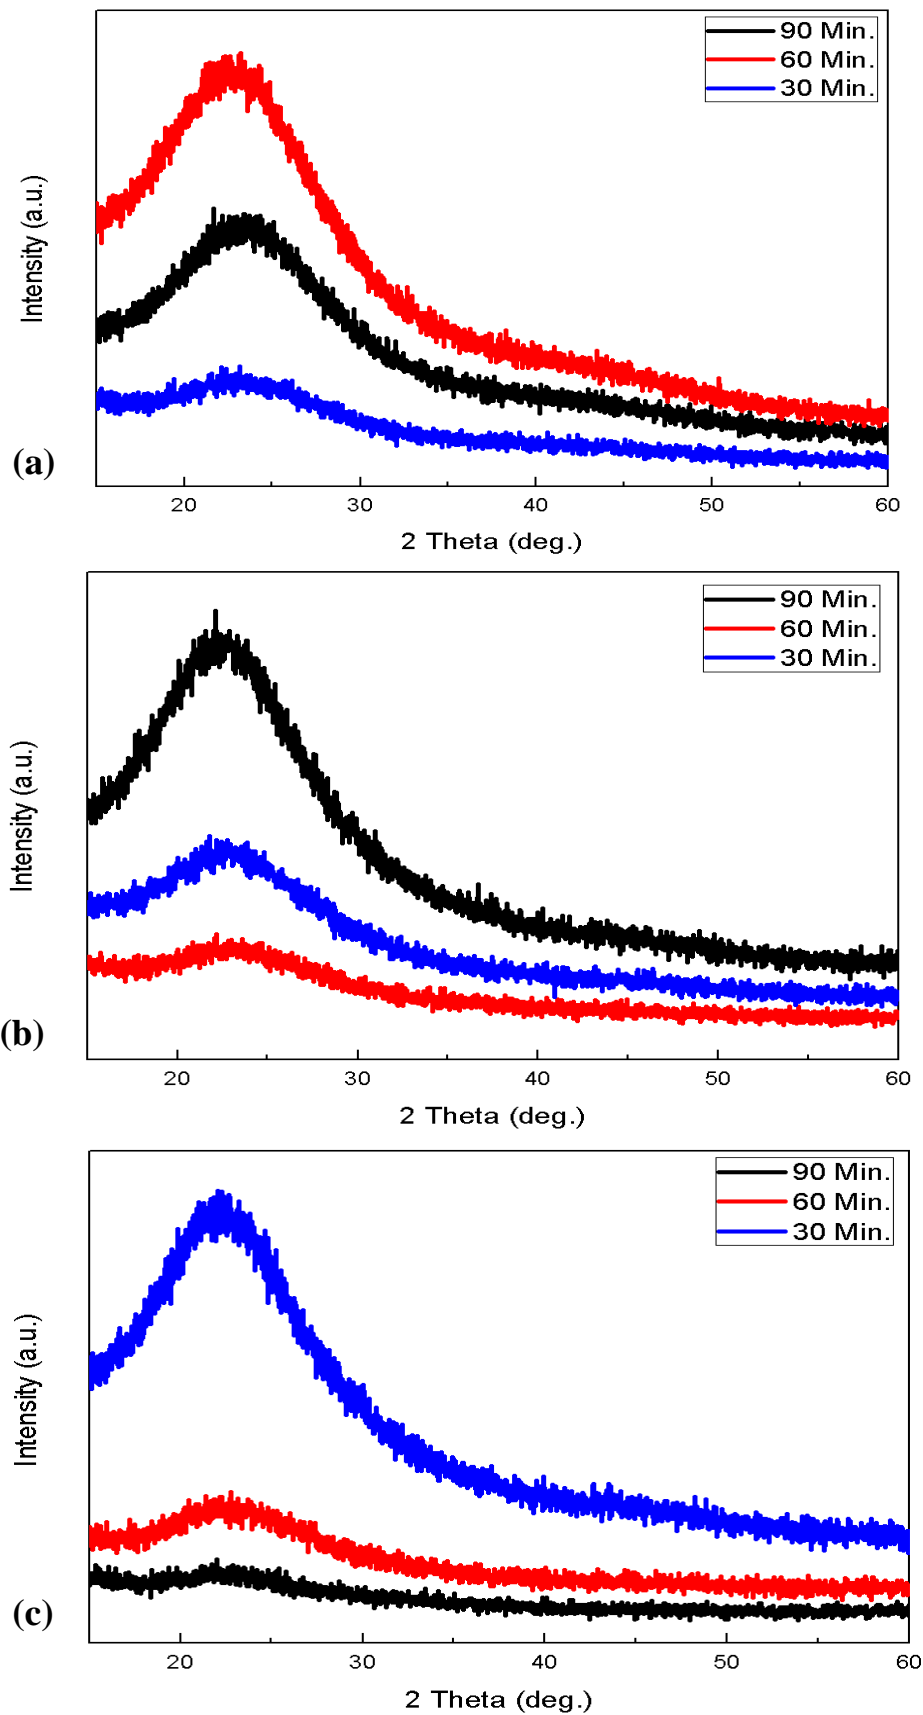 90 Min.
60 Min.
30 Min.
Intensity (a.u.)
(a)
20 30 40 50 60
2 Theta (deg.)
90 Min.
60 Min.
30 Min.
Intensity (a.u.)
(b)
20 30 40 50 60
2 Theta (deg.)
90 Min.
60 Min.
30 Min.
Intensity (a.u.)
(c)
20 30 40 50 60
2 Theta (deg.)